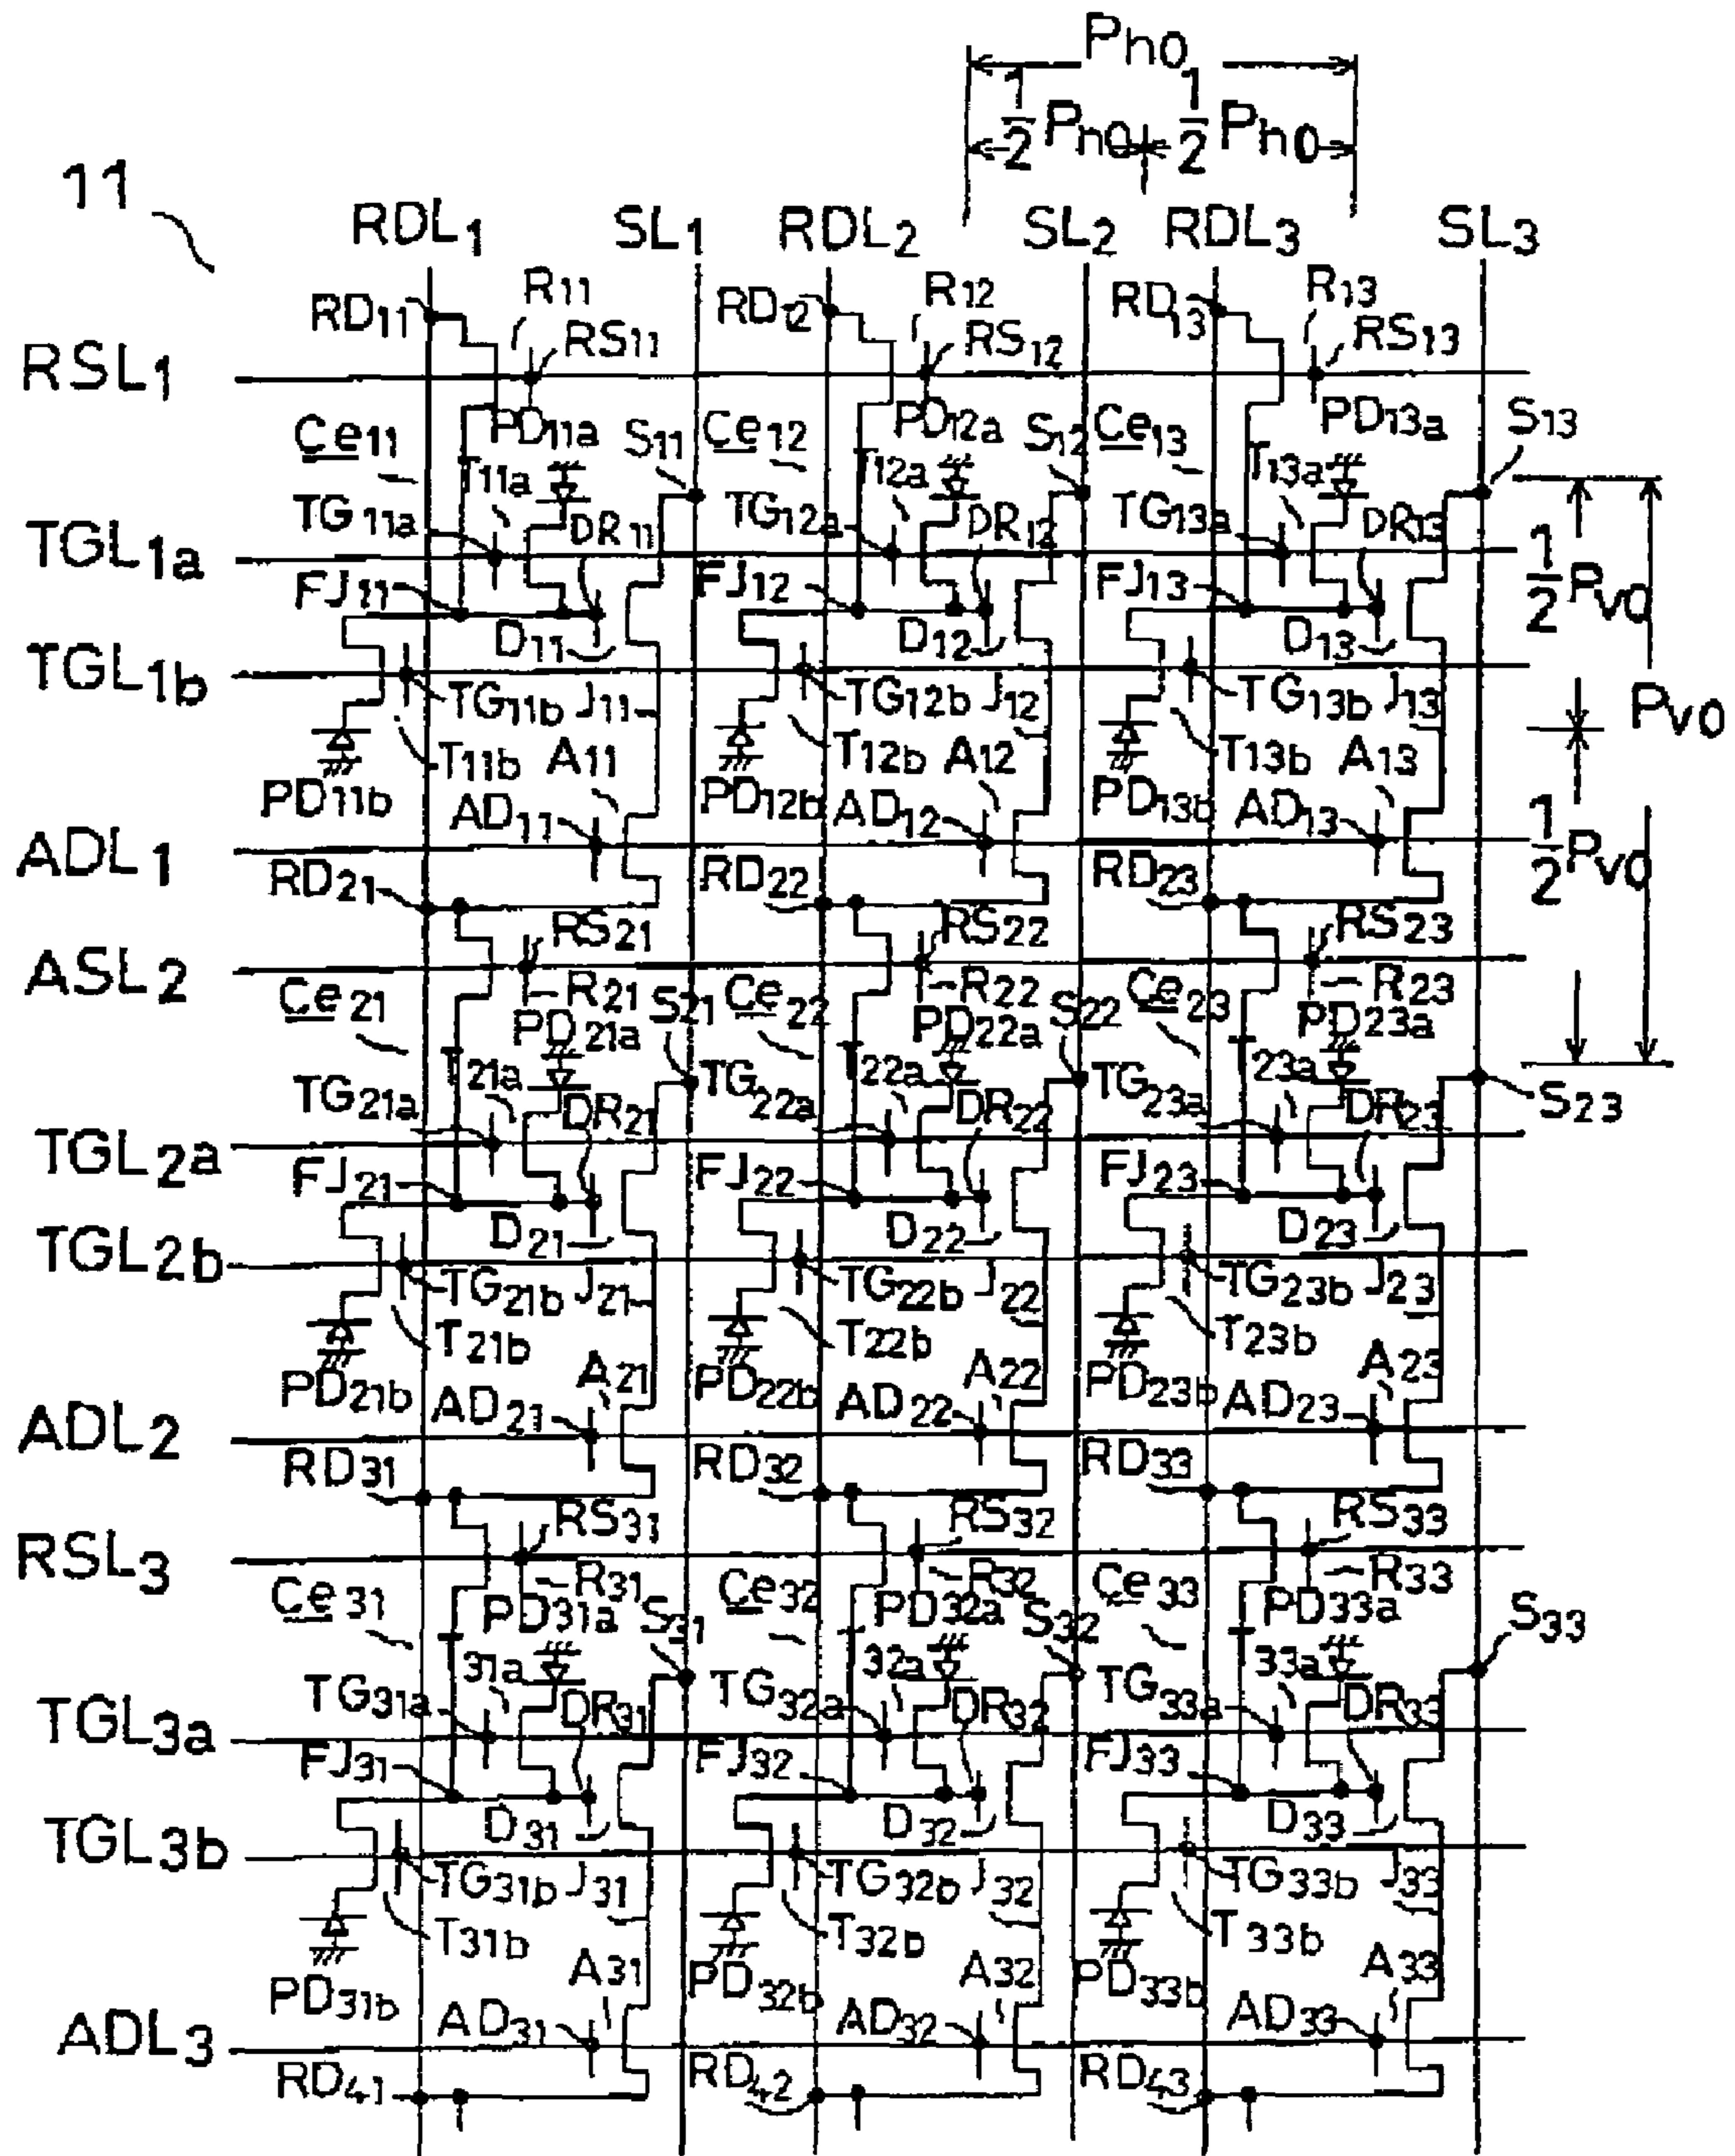 Ph0
1/2 Ph0 1/2 Ph0
11
RDL1 SL1 RDL2 SL2 RDL3 SL3
RD11 R11 RD12 R12 RD13 R13
RSL1 RS11 RS12 RS13
Ce11 PD11a S11 Ce12 PD12a S12 Ce13 PD13a S13
T11a T12a T13a
TGL1a TG11a DR11 TG12a DR12 TG13a DR13 1/2 Pv0
FJ11 FJ12 FJ13
D11 D12 D13
TGL1b TG11b J11 TG12b J12 TG13b J13 Pv0
T11b A11 T12b A12 T13b A13
PD11b PD12b PD13b
ADL1 AD11 AD12 AD13 1/2 Pv0
RD21 RD22 RD23
ASL2 RS21 RS22 RS23
Ce21 R21 S21 Ce22 R22 S22 Ce23 R23
PD21a PD22a PD23a
T21a T22a T23a
TG21a DR21 TG22a DR22 TG23a DR23 S23
TGL2a FJ21 FJ22 FJ23
D21 D22 D23
TGL2b TG21b J21 TG22b J22 TG23b J23
T21b T22b T23b
PD21b A21 PD22b A22 PD23b A23
ADL2 AD21 AD22 AD23
RD31 RD32 RD33
RSL3 RS31 RS32 RS33
Ce31 R31 Ce32 R32 Ce33 R33
PD31a S31 PD32a S32 PD33a S33
T31a T32a T33a
TGL3a TG31a DR31 TG32a DR32 TG33a DR33
FJ31 FJ32 FJ33
D31 D32 D33
TGL3b TG31b J31 TG32b J32 TG33b J33
T31b T32b T33b
PD31b A31 PD32b A32 PD33b A33
ADL3 AD31 AD32 AD33
RD41 RD42 RD43